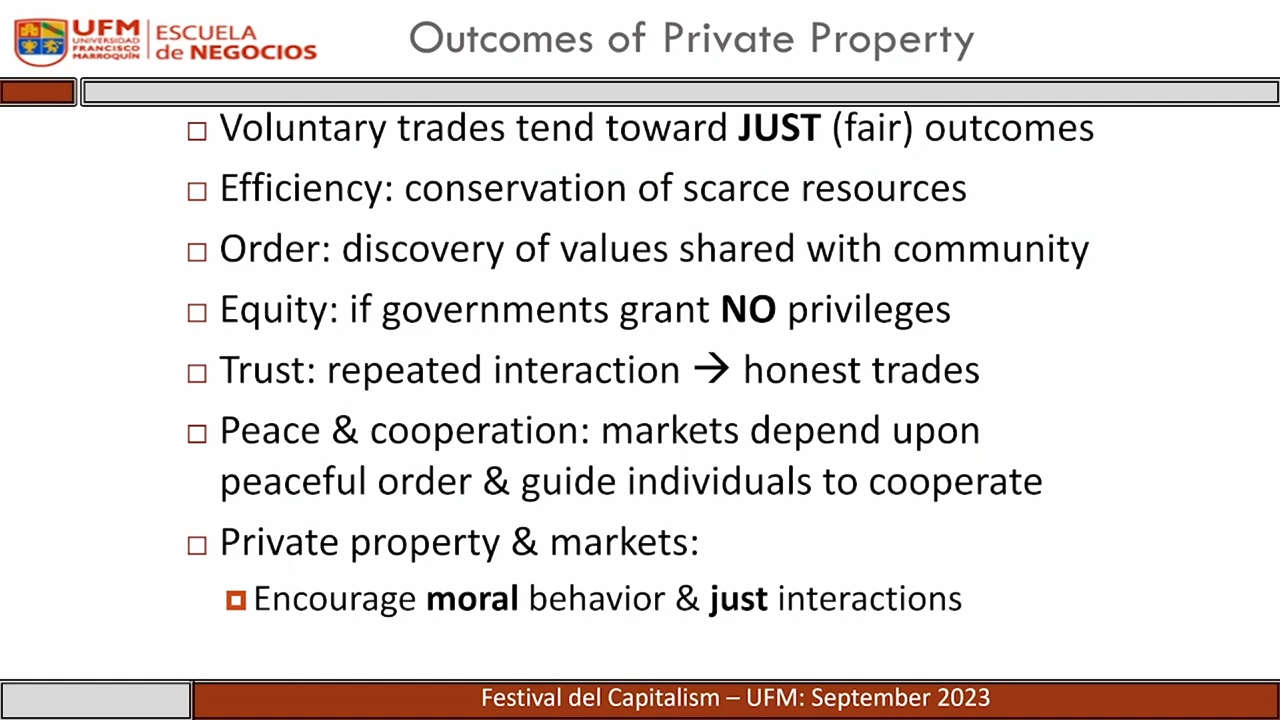 UFM
UNIVERSIDAD
FRANCISCO
MARROQUÍN
ESCUELA
de NEGOCIOS
Outcomes of Private Property
Voluntary trades tend toward JUST (fair) outcomes
Efficiency: conservation of scarce resources
Order: discovery of values shared with community
Equity: if governments grant NO privileges
Trust: repeated interaction → honest trades
Peace & cooperation: markets depend upon
peaceful order & guide individuals to cooperate
Private property & markets:
Encourage moral behavior & just interactions
Festival del Capitalism – UFM: September 2023